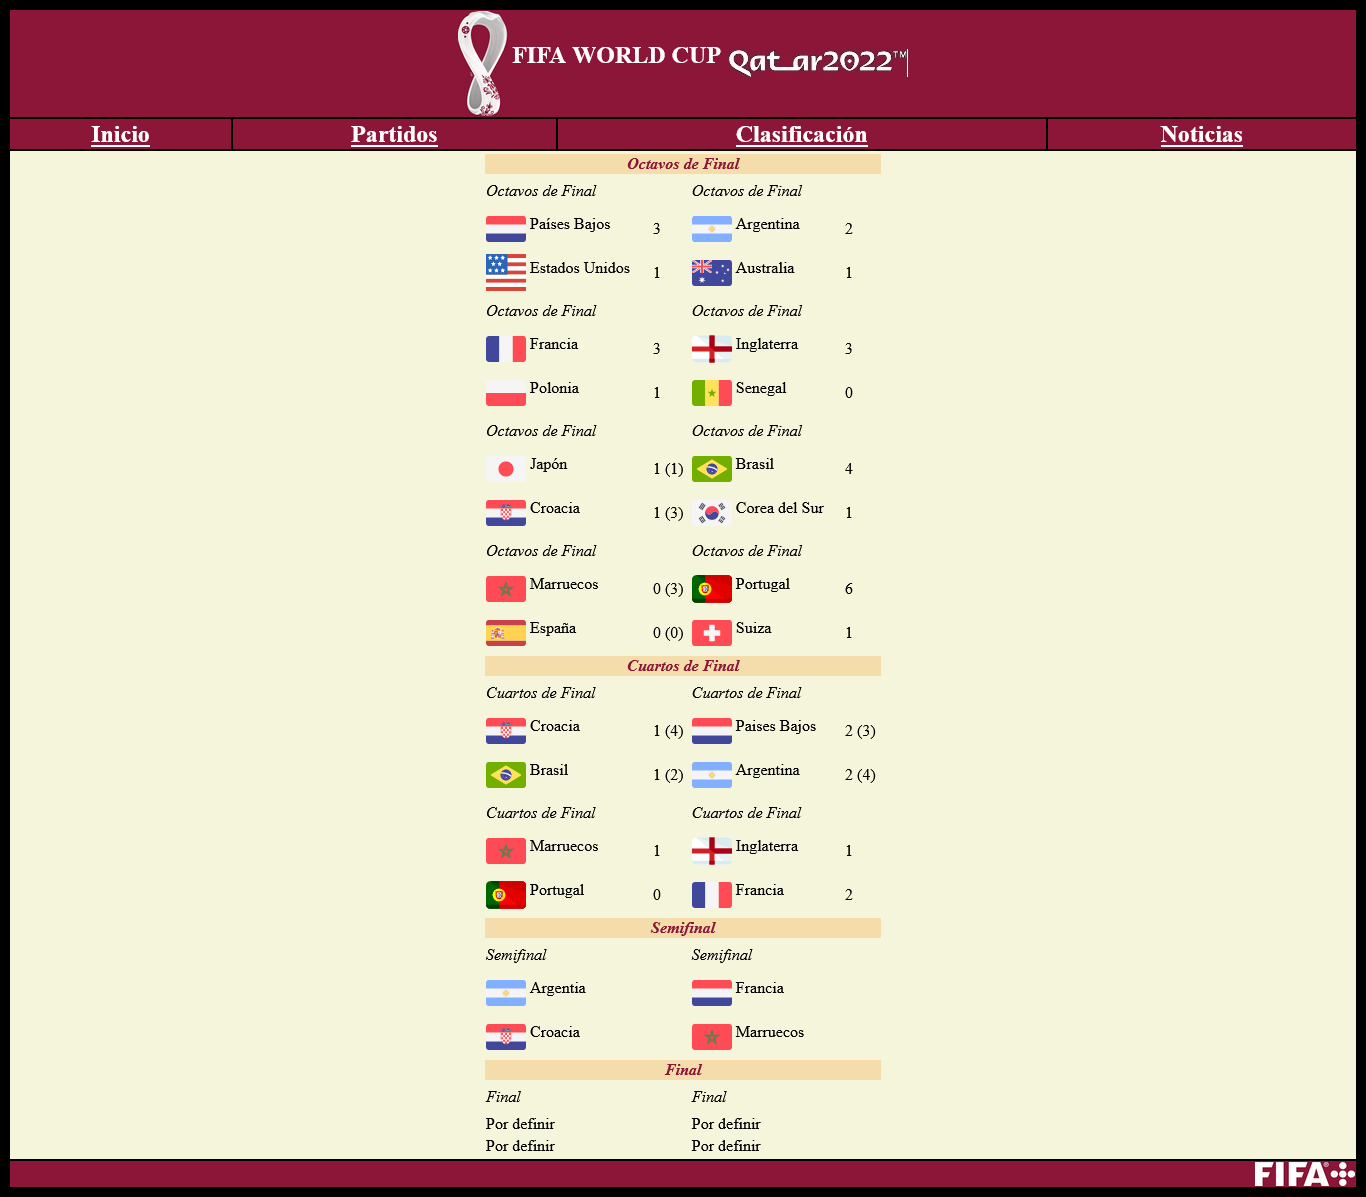 FIFA WORLD CUP Qatar2022™
Inicio Partidos Clasificación Noticias
Octavos de Final
Octavos de Final Octavos de Final
Países Bajos 3 Argentina 2
Estados Unidos 1 Australia 1
Octavos de Final Octavos de Final
Francia 3 Inglaterra 3
Polonia 1 Senegal 0
Octavos de Final Octavos de Final
Japón 1 (1) Brasil 4
Croacia 1 (3) Corea del Sur 1
Octavos de Final Octavos de Final
Marruecos 0 (3) Portugal 6
España 0 (0) Suiza 1
Cuartos de Final
Cuartos de Final Cuartos de Final
Croacia 1 (4) Paises Bajos 2 (3)
Brasil 1 (2) Argentina 2 (4)
Cuartos de Final Cuartos de Final
Marruecos 1 Inglaterra 1
Portugal 0 Francia 2
Semifinal
Semifinal Semifinal
Argentia Francia
Croacia Marruecos
Final
Final Final
Por definir Por definir
Por definir Por definir
FIFA®+